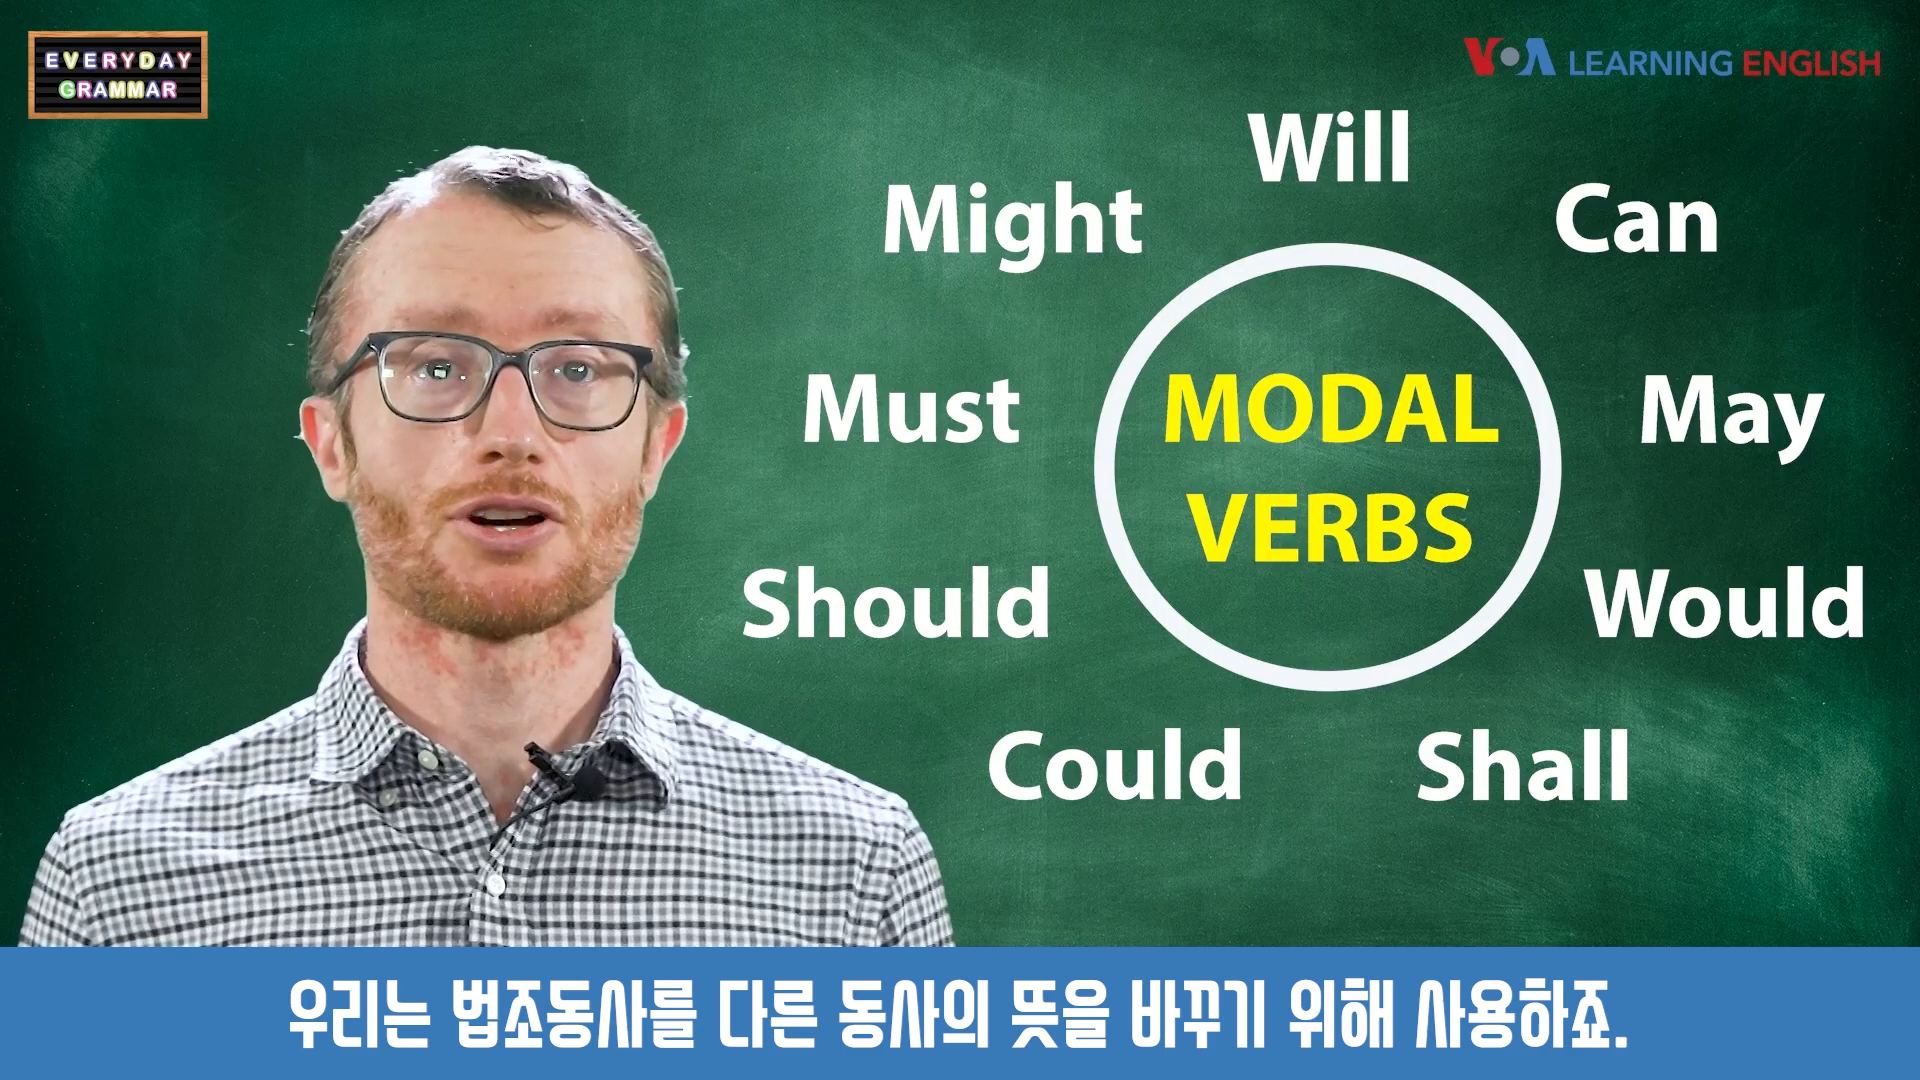 EVERYDAY
GRAMMAR
VOA LEARNING ENGLISH
Will
Might
Can
Must
MODAL
VERBS
May
Should
Would
Could
Shall
우리는 법조동사를 다른 동사의 뜻을 바꾸기 위해 사용하죠.